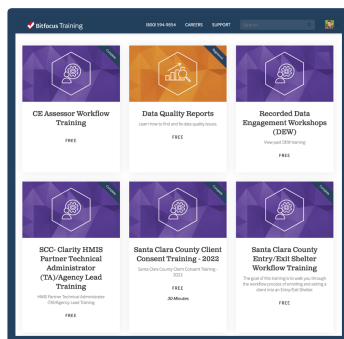 Bitfocus Training
(800) 594-9854 CAREERS SUPPORT Search
CE Assessor Workflow
Training
FREE
Data Quality Reports
Learn how to find and fix data quality issues.
FREE
Recorded Data
Engagement Workshops
(DEW)
View past DEW training
FREE
SCC- Clarity HMIS
Partner Technical
Administrator
(TA)/Agency Lead
Training
HMIS Partner Technical Administrator
(TA)/Agency Lead Training
FREE
Santa Clara County Client
Consent Training - 2022
Santa Clara County Client Consent Training -
2022
FREE
30 Minutes
Santa Clara County
Entry/Exit Shelter
Workflow Training
The goal of this training is to walk you through
the workflow process of enrolling and exiting a
client into an Entry/Exit Shelter.
FREE